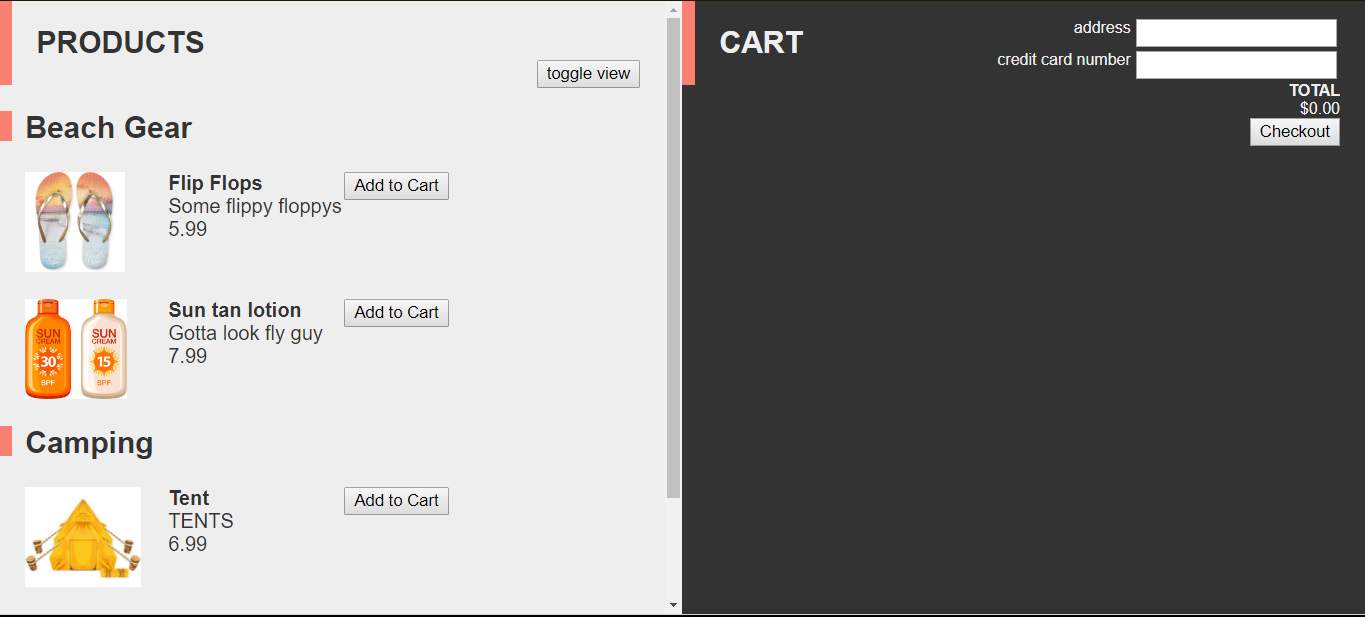 PRODUCTS
toggle view
Beach Gear
Flip Flops
Add to Cart
Some flippy floppys
5.99
SUN
CREAM
30
SPF
SUN
CREAM
15
SPF
Sun tan lotion
Add to Cart
Gotta look fly guy
7.99
Camping
Tent
Add to Cart
TENTS
6.99
CART
address
credit card number
TOTAL
$0.00
Checkout